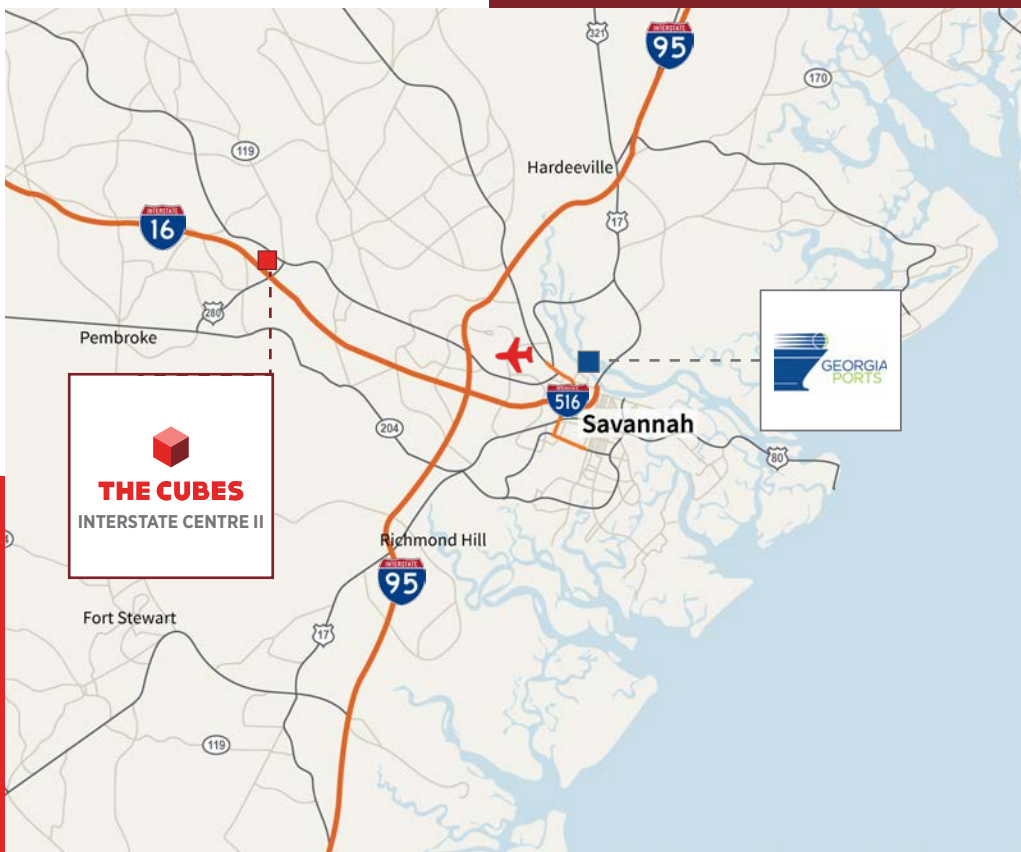 321
INTERSTATE
95
170
119
Hardeeville
INTERSTATE
16
17
280
Pembroke
GEORGIA
PORTS
INTERSTATE
516
Savannah
204
80
THE CUBES
INTERSTATE CENTRE II
Richmond Hill
INTERSTATE
95
Fort Stewart
17
119